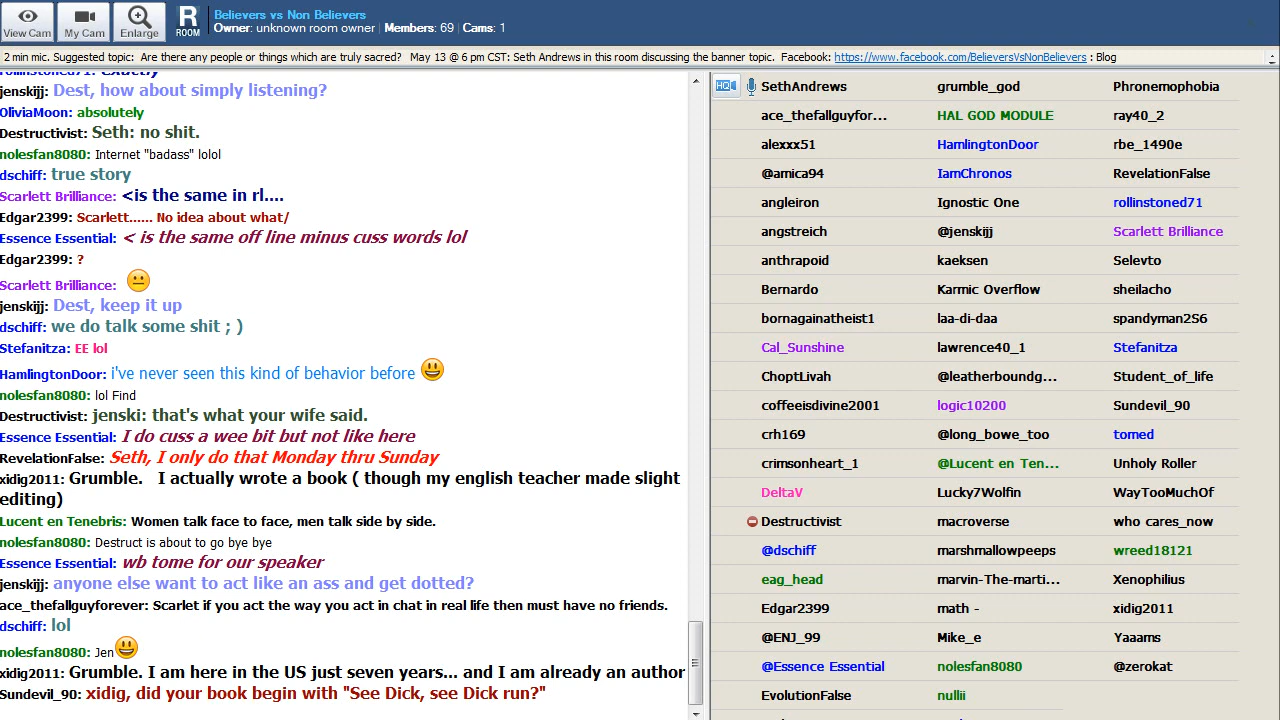 View Cam
My Cam
Enlarge
R
ROOM
Believers vs Non Believers
Owner: unknown room owner | Members: 69 | Cams: 1
2 min mic. Suggested topic: Are there any people or things which are truly sacred? May 13 @ 6 pm CST: Seth Andrews in this room discussing the banner topic. Facebook: https://www.facebook.com/BelieversVsNonBelievers : Blog
rollinstoned71: exactly
jenskijj: Dest, how about simply listening?
OliviaMoon: absolutely
Destructivist: Seth: no shit.
nolesfan8080: Internet "badass" lolol
dschiff: true story
Scarlett Brilliance: <is the same in rl....
Edgar2399: Scarlett...... No idea about what/
Essence Essential: < is the same off line minus cuss words lol
Edgar2399: ?
Scarlett Brilliance:
jenskijj: Dest, keep it up
dschiff: we do talk some shit ; )
Stefanitza: EE lol
HamlingtonDoor: i've never seen this kind of behavior before
nolesfan8080: lol Find
Destructivist: jenski: that's what your wife said.
Essence Essential: I do cuss a wee bit but not like here
RevelationFalse: Seth, I only do that Monday thru Sunday
xidig2011: Grumble. I actually wrote a book ( though my english teacher made slight
editing)
Lucent en Tenebris: Women talk face to face, men talk side by side.
nolesfan8080: Destruct is about to go bye bye
Essence Essential: wb tome for our speaker
jenskijj: anyone else want to act like an ass and get dotted?
ace_thefallguyforever: Scarlet if you act the way you act in chat in real life then must have no friends.
dschiff: lol
nolesfan8080: Jen
xidig2011: Grumble. I am here in the US just seven years... and I am already an author
Sundevil_90: xidig, did your book begin with "See Dick, see Dick run?"
HQ SethAndrews grumble_god Phronemophobia
ace_thefallguyfor... HAL GOD MODULE ray40_2
alexxx51 HamlingtonDoor rbe_1490e
@amica94 IamChronos RevelationFalse
angleiron Ignostic One rollinstoned71
angstreich @jenskijj Scarlett Brilliance
anthrapoid kaeksen Selevto
Bernardo Karmic Overflow sheilacho
bornagainatheist1 laa-di-daa spandyman2S6
Cal_Sunshine lawrence40_1 Stefanitza
ChoptLivah @leatherboundg... Student_of_life
coffeeisdivine2001 logic10200 Sundevil_90
crh169 @long_bowe_too tomed
crimsonheart_1 @Lucent en Ten... Unholy Roller
DeltaV Lucky7Wolfin WayTooMuchOf
Destructivist macroverse who cares_now
@dschiff marshmallowpeeps wreed18121
eag_head marvin-The-marti... Xenophilius
Edgar2399 math - xidig2011
@ENJ_99 Mike_e Yaaams
@Essence Essential nolesfan8080 @zerokat
EvolutionFalse nullii